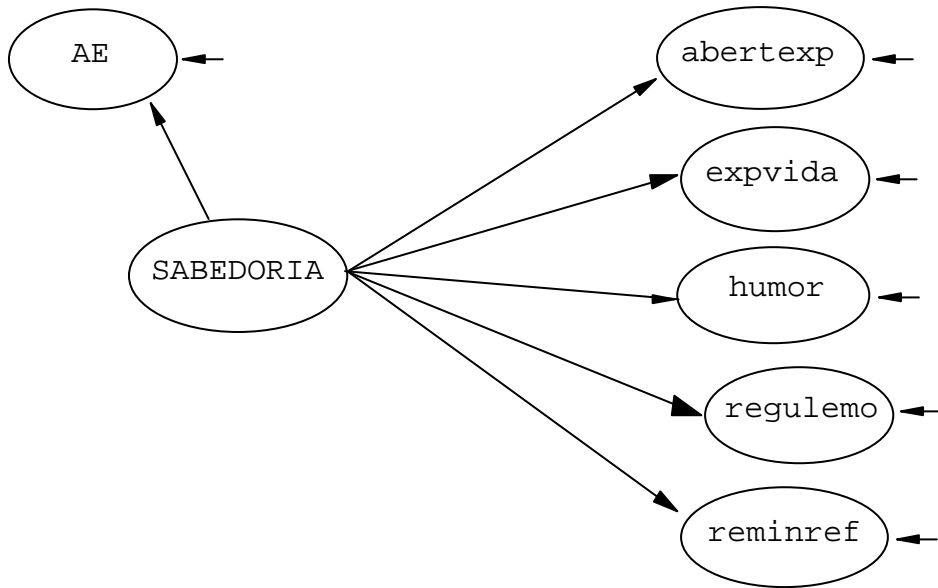 AE
abertexp
expvida
SABEDORIA
humor
regulemo
reminref